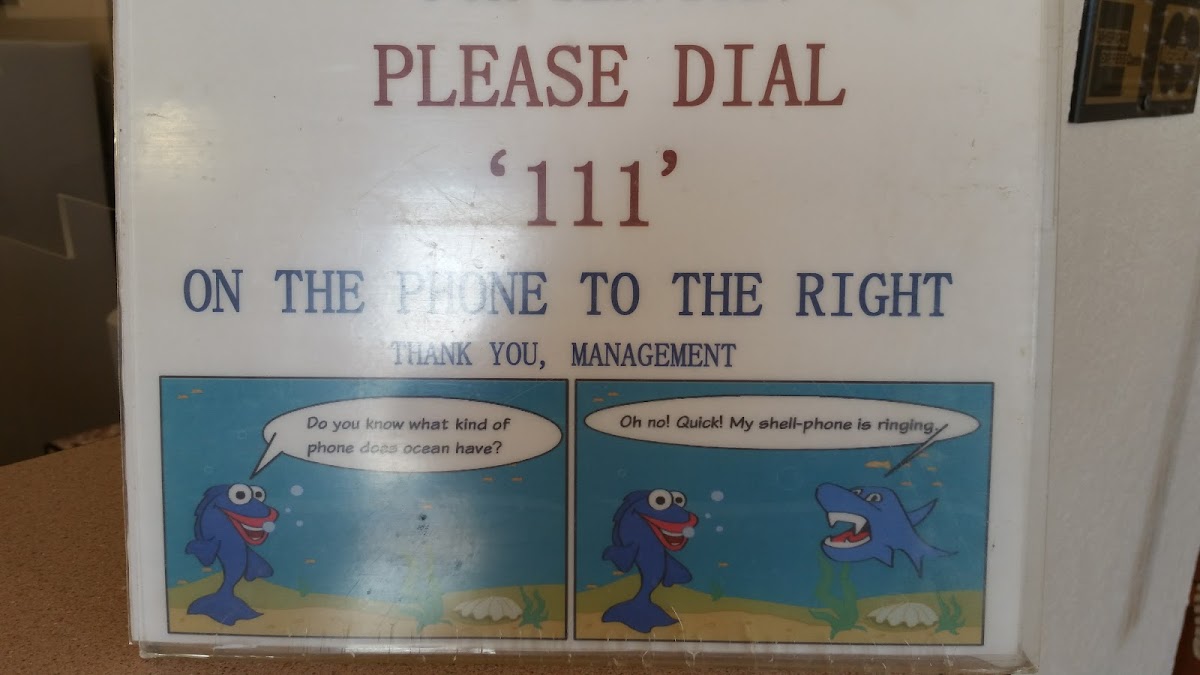 PLEASE DIAL
‘111’
ON THE PHONE TO THE RIGHT
THANK YOU, MANAGEMENT
Do you know what kind of
phone does ocean have?
Oh no! Quick! My shell-phone is ringing.